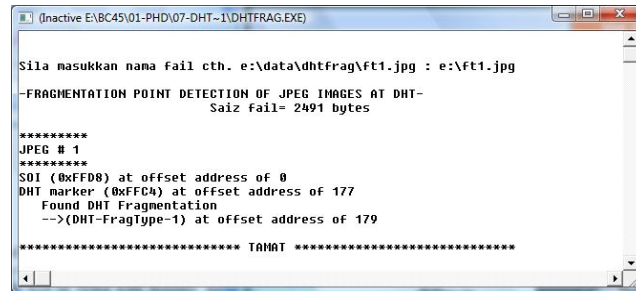 (Inactive E:\BC45\01-PHD\07-DHT~1\DHTFRAG.EXE)
Sila masukkan nama fail cth. e:\data\dhtfrag\ft1.jpg : e:\ft1.jpg
-FRAGMENTATION POINT DETECTION OF JPEG IMAGES AT DHT-
Saiz fail= 2491 bytes
*********
JPEG # 1
*********
SOI (0xFFD8) at offset address of 0
DHT marker (0xFFC4) at offset address of 177
Found DHT Fragmentation
-->(DHT-FragType-1) at offset address of 179
***************************** TAMAT *****************************